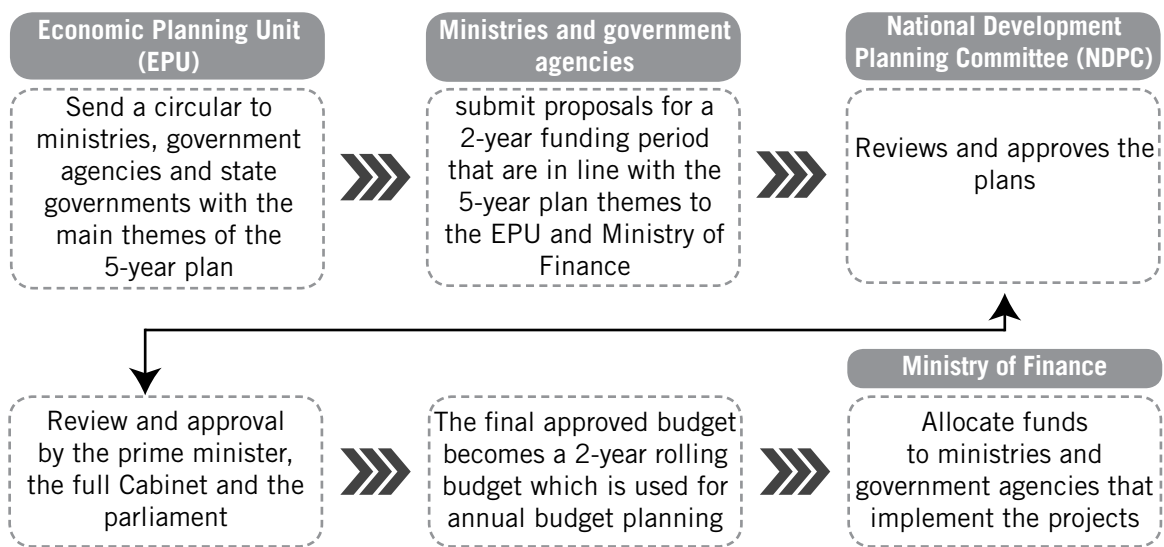 Economic Planning Unit
(EPU)
Send a circular to
ministries, government
agencies and state
governments with the
main themes of the
5-year plan
Ministries and government
agencies
submit proposals for a
2-year funding period
that are in line with the
5-year plan themes to
the EPU and Ministry of
Finance
National Development
Planning Committee (NDPC)
Reviews and approves the
plans
Review and approval
by the prime minister,
the full Cabinet and the
parliament
The final approved budget
becomes a 2-year rolling
budget which is used for
annual budget planning
Ministry of Finance
Allocate funds
to ministries and
government agencies that
implement the projects